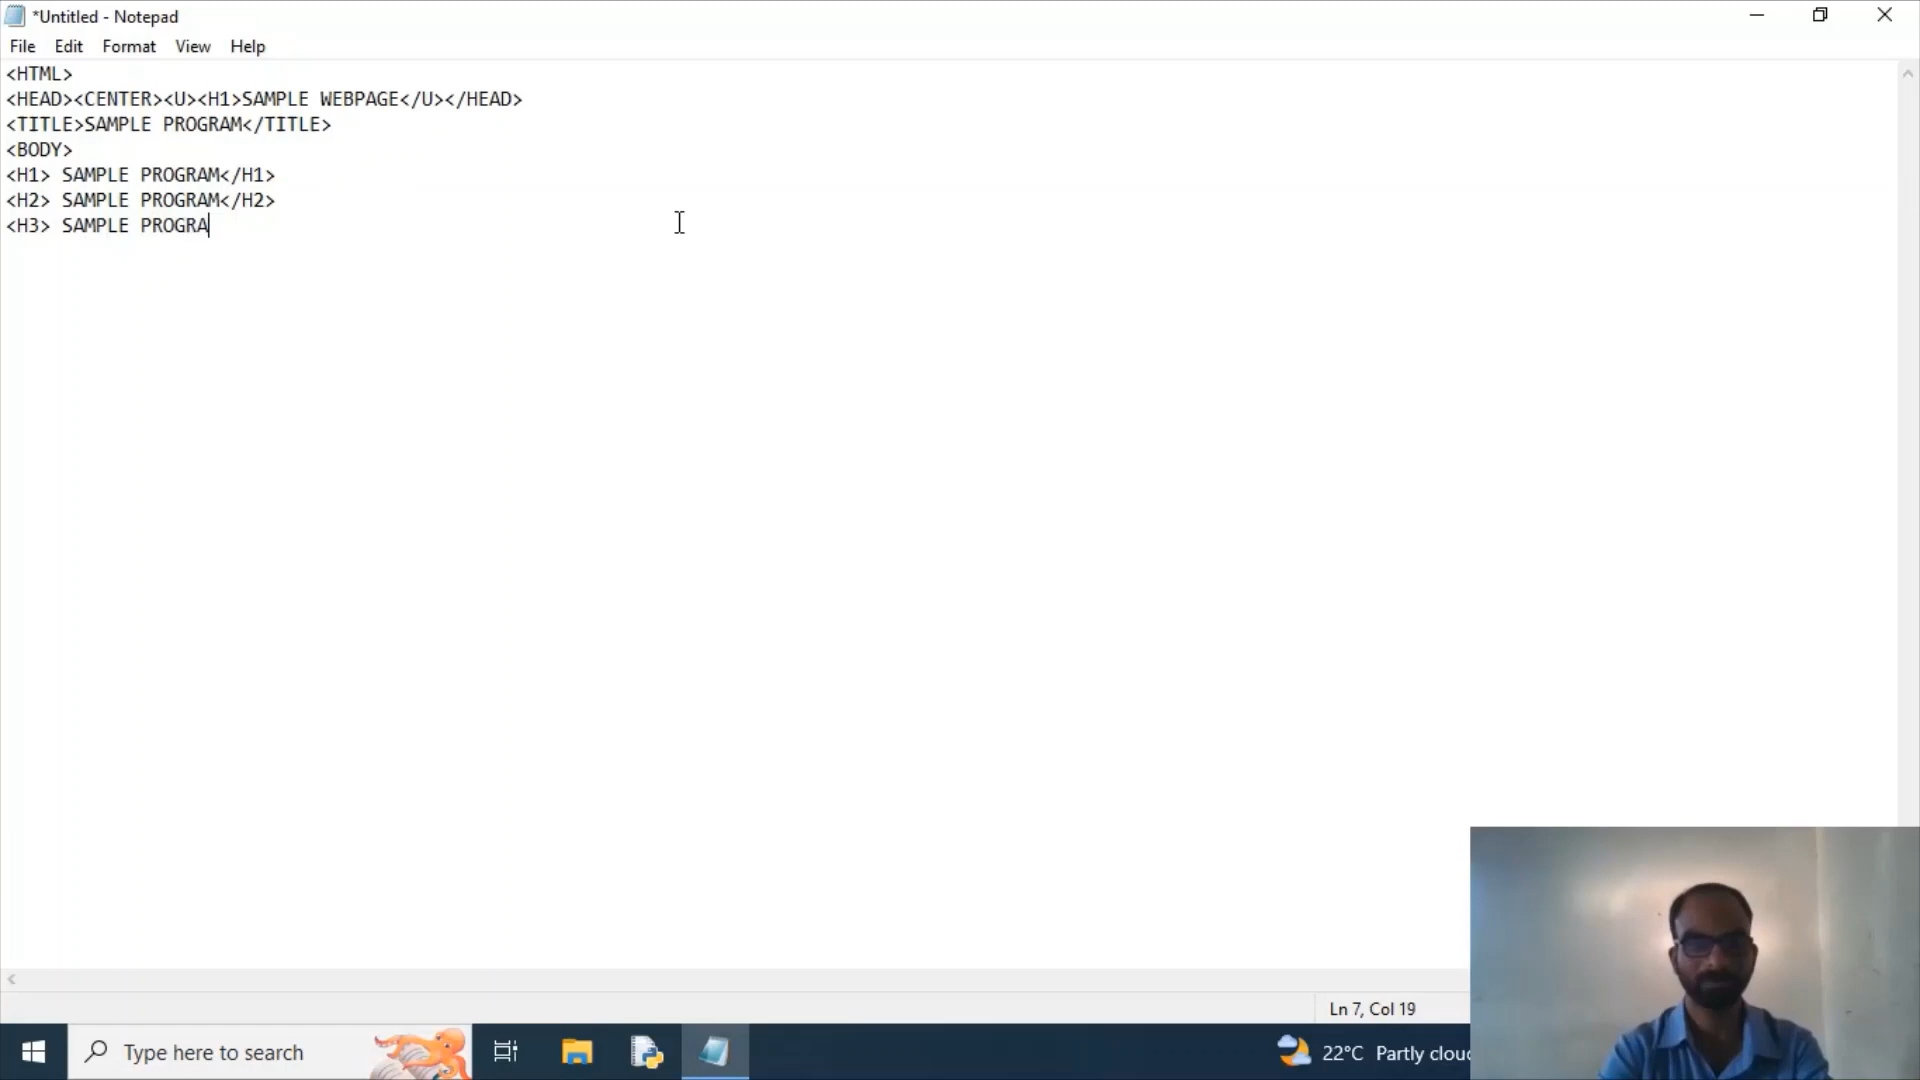 *Untitled - Notepad
File Edit Format View Help
<HTML>
<HEAD><CENTER><U><H1>SAMPLE WEBPAGE</U></HEAD>
<TITLE>SAMPLE PROGRAM</TITLE>
<BODY>
<H1> SAMPLE PROGRAM</H1>
<H2> SAMPLE PROGRAM</H2>
<H3> SAMPLE PROGRA
Ln 7, Col 19
Type here to search
22°C Partly clou